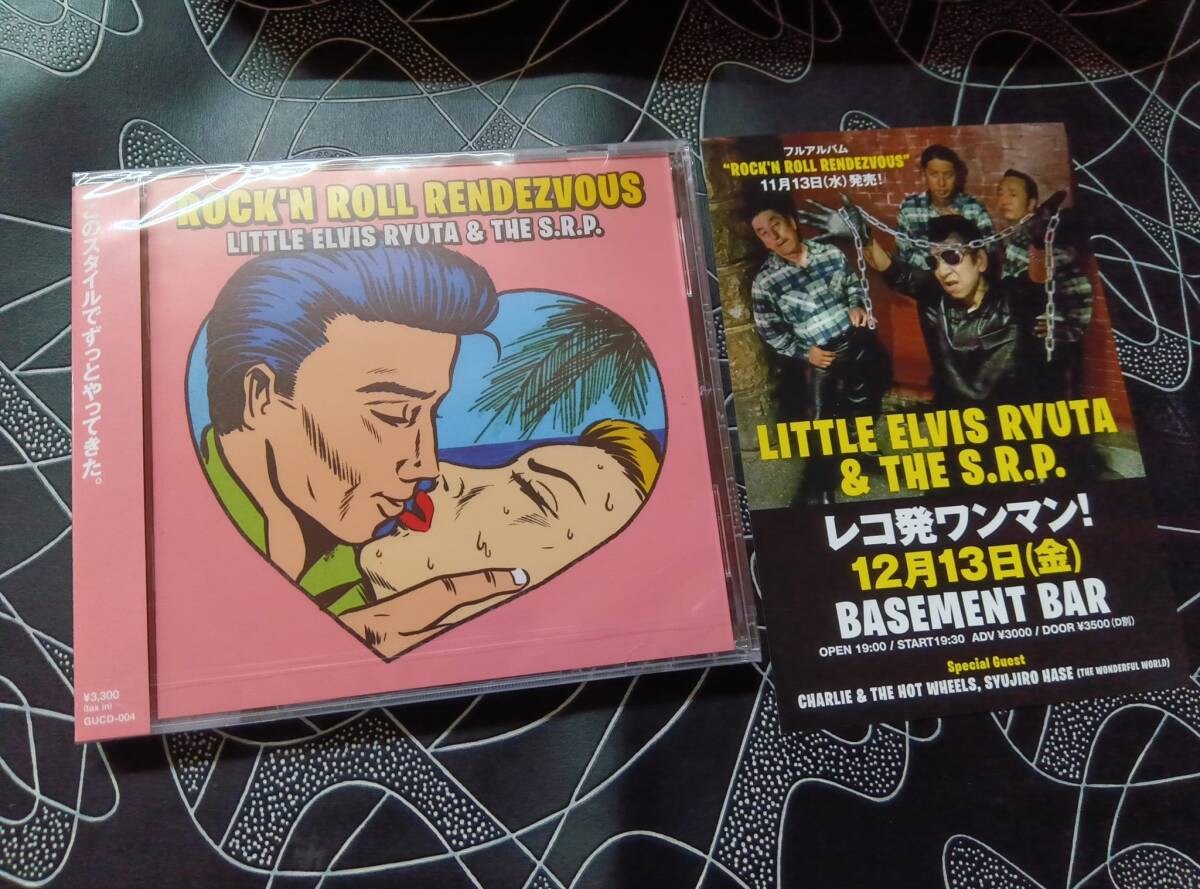 このスタイルでずっとやってきた。
¥3,300
(tax in)
GUCD-004
ROCK'N ROLL RENDEZVOUS
LITTLE ELVIS RYUTA & THE S.R.P.
フルアルバム
"ROCK'N ROLL RENDEZVOUS"
11月13日(水)発売!
LITTLE ELVIS RYUTA
& THE S.R.P.
レコ発ワンマン!
12月13日(金)
BASEMENT BAR
OPEN 19:00 / START19:30 ADV ¥3000 / DOOR ¥3500(D別)
Special Guest
CHARLIE & THE HOT WHEELS, SYUJIRO HASE (THE WONDERFUL WORLD)